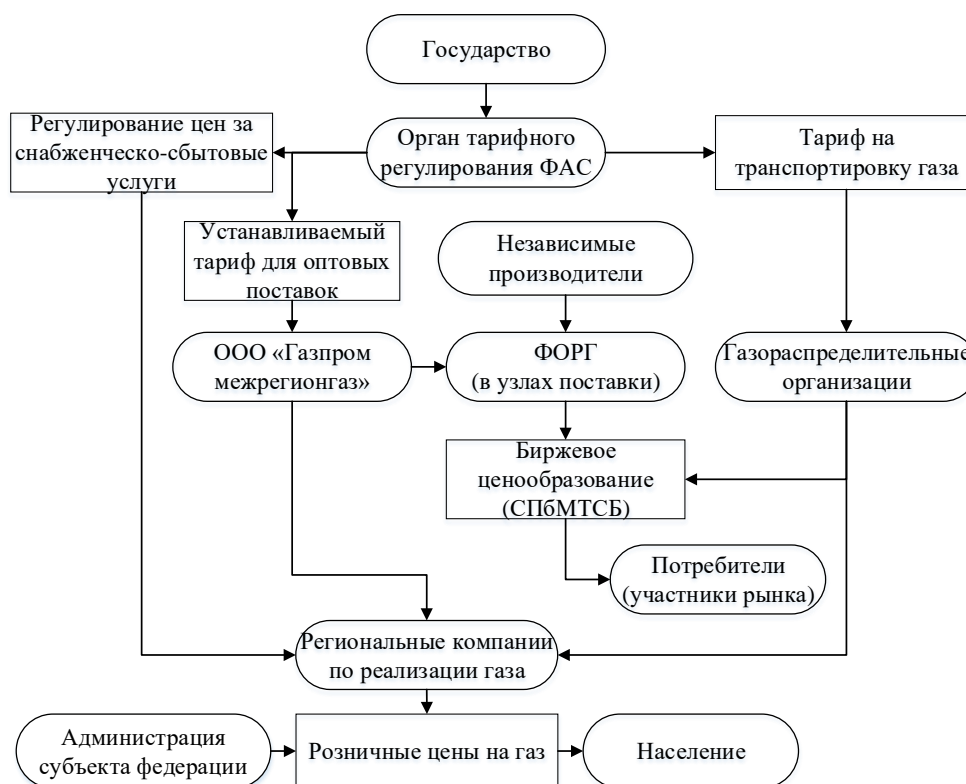 Государство
Регулирование цен за
снабженческо-сбытовые
услуги
Орган тарифного
регулирования ФАС
Тариф на
транспортировку газа
Устанавливаемый
тариф для оптовых
поставок
Независимые
производители
ООО «Газпром
межрегионгаз»
ФОРГ
(в узлах поставки)
Газораспределительные
организации
Биржевое
ценообразование
(СПбМТСБ)
Потребители
(участники рынка)
Региональные компании
по реализации газа
Администрация
субъекта федерации
Розничные цены на газ
Население